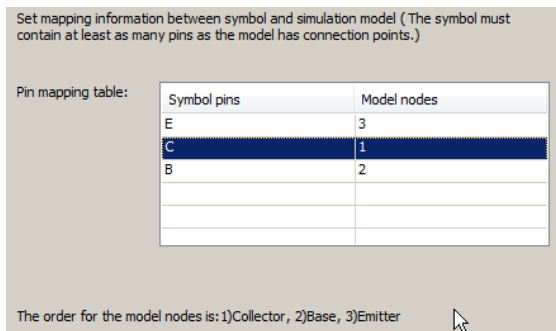 Set mapping information between symbol and simulation model ( The symbol must
contain at least as many pins as the model has connection points.)
Pin mapping table:
Symbol pins Model nodes
E 3
C 1
B 2
The order for the model nodes is:1)Collector, 2)Base, 3)Emitter